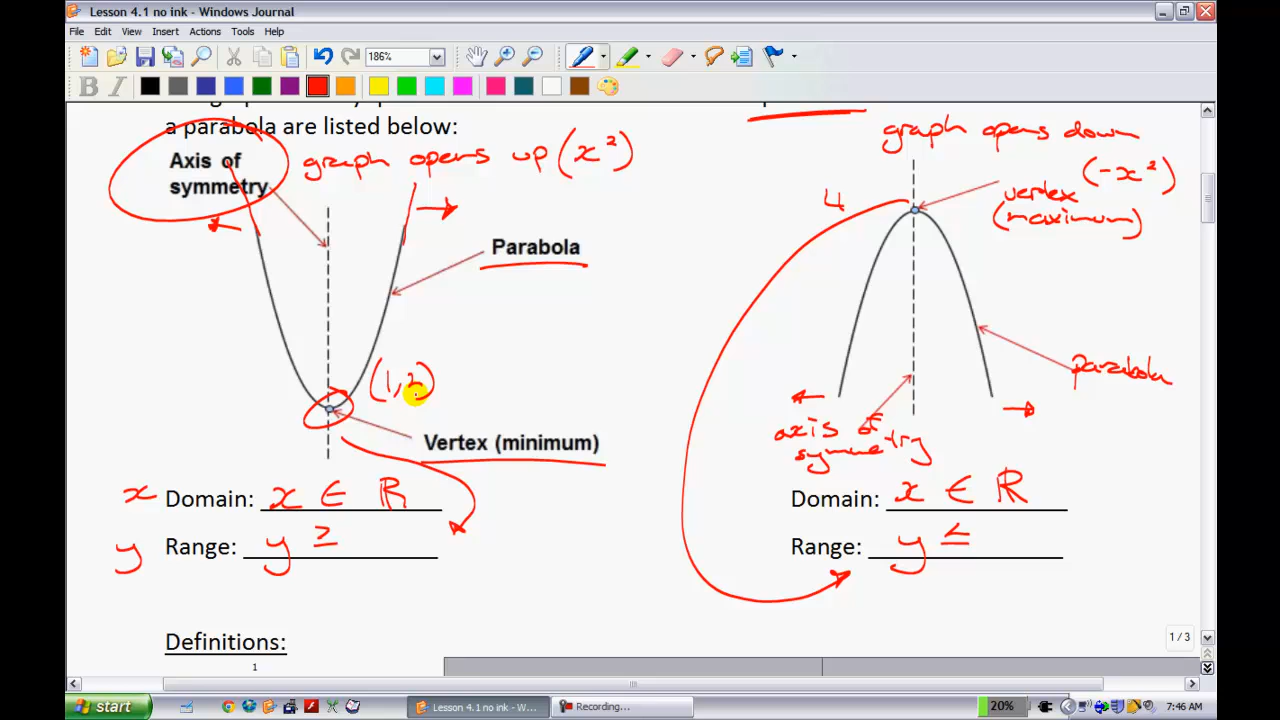 Lesson 4.1 no ink - Windows Journal
File Edit View Insert Actions Tools Help
186%
a parabola are listed below:
Axis of
symmetry
graph opens up (x²)
Parabola
(1,2)
Vertex (minimum)
x Domain: x ∈ ℝ
y Range: y ≥
graph opens down
(-x²)
4
vertex
(maximum)
parabola
axis of
symmetry
Domain: x ∈ ℝ
Range: y ≤
Definitions:
1
1 / 3
start
Lesson 4.1 no ink - W...
Recording...
20%
7:46 AM